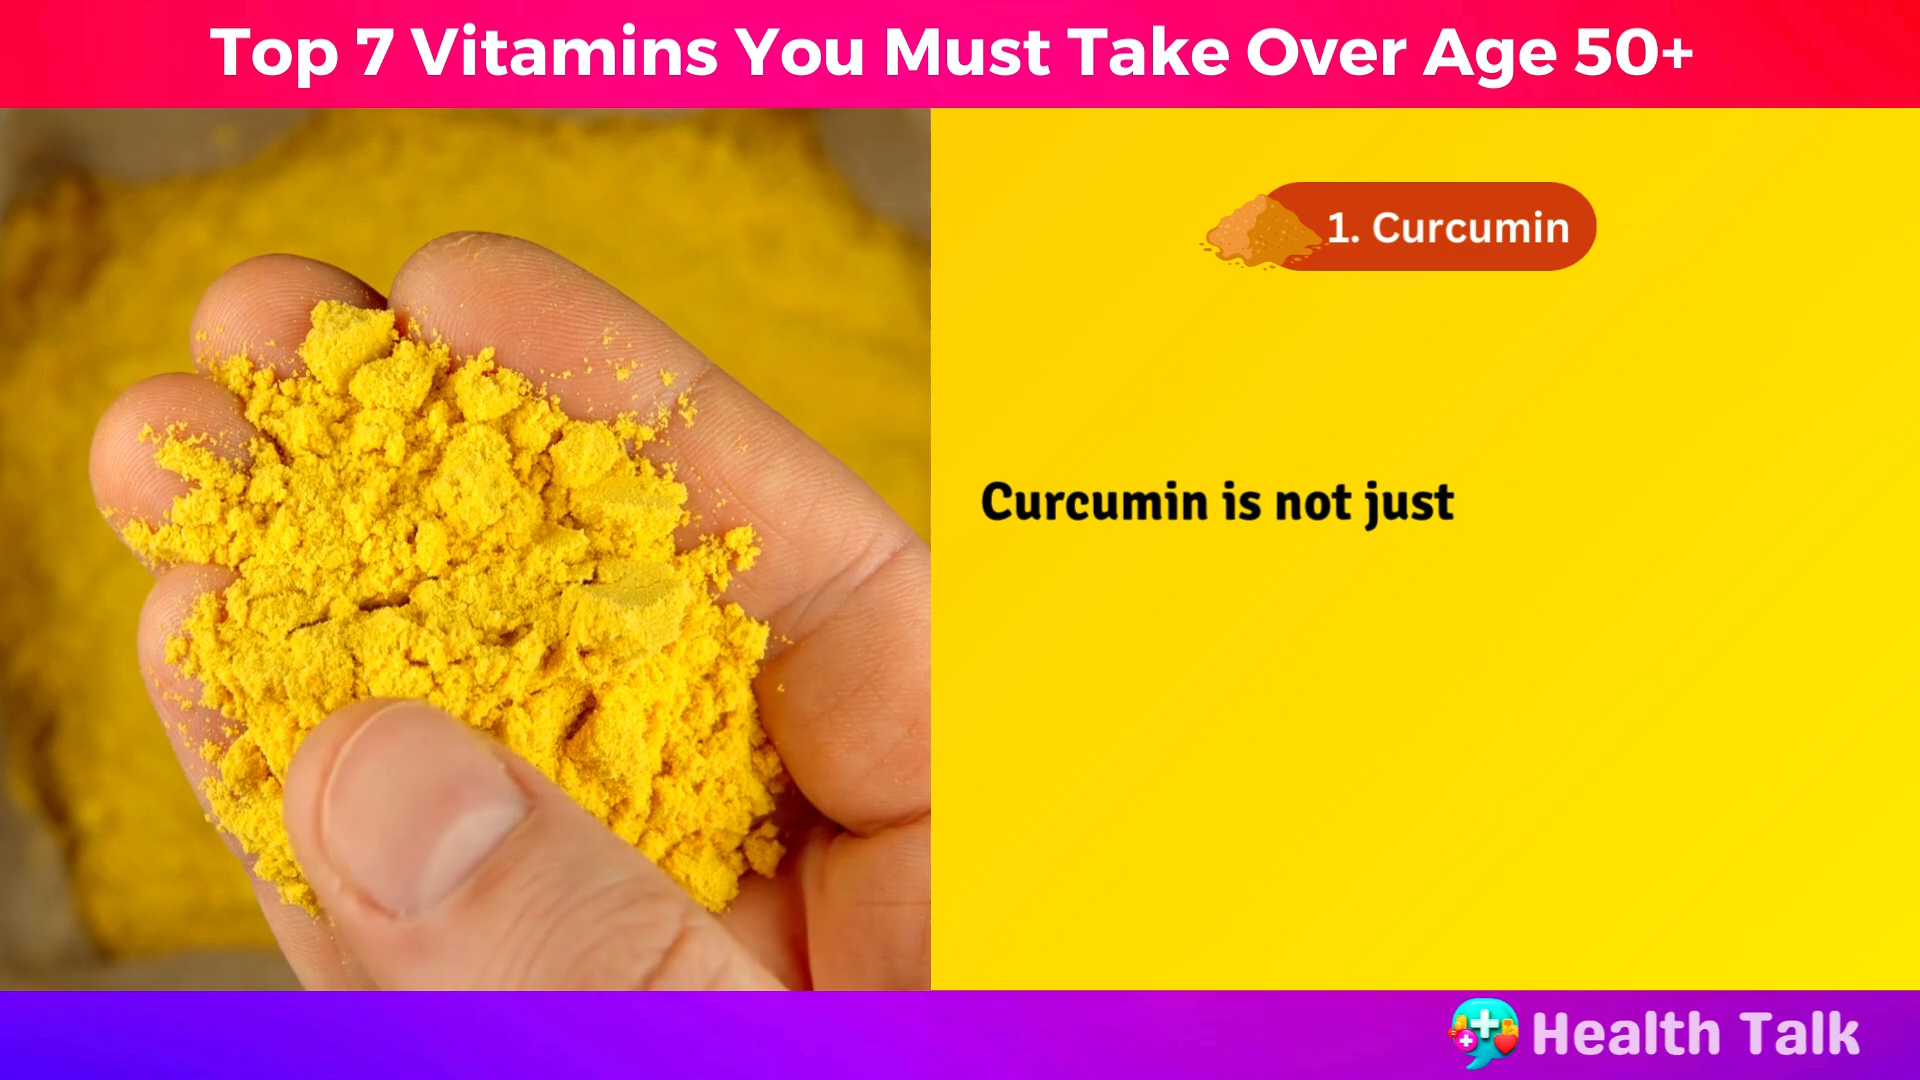 Top 7 Vitamins You Must Take Over Age 50+
1. Curcumin
Curcumin is not just
Health Talk